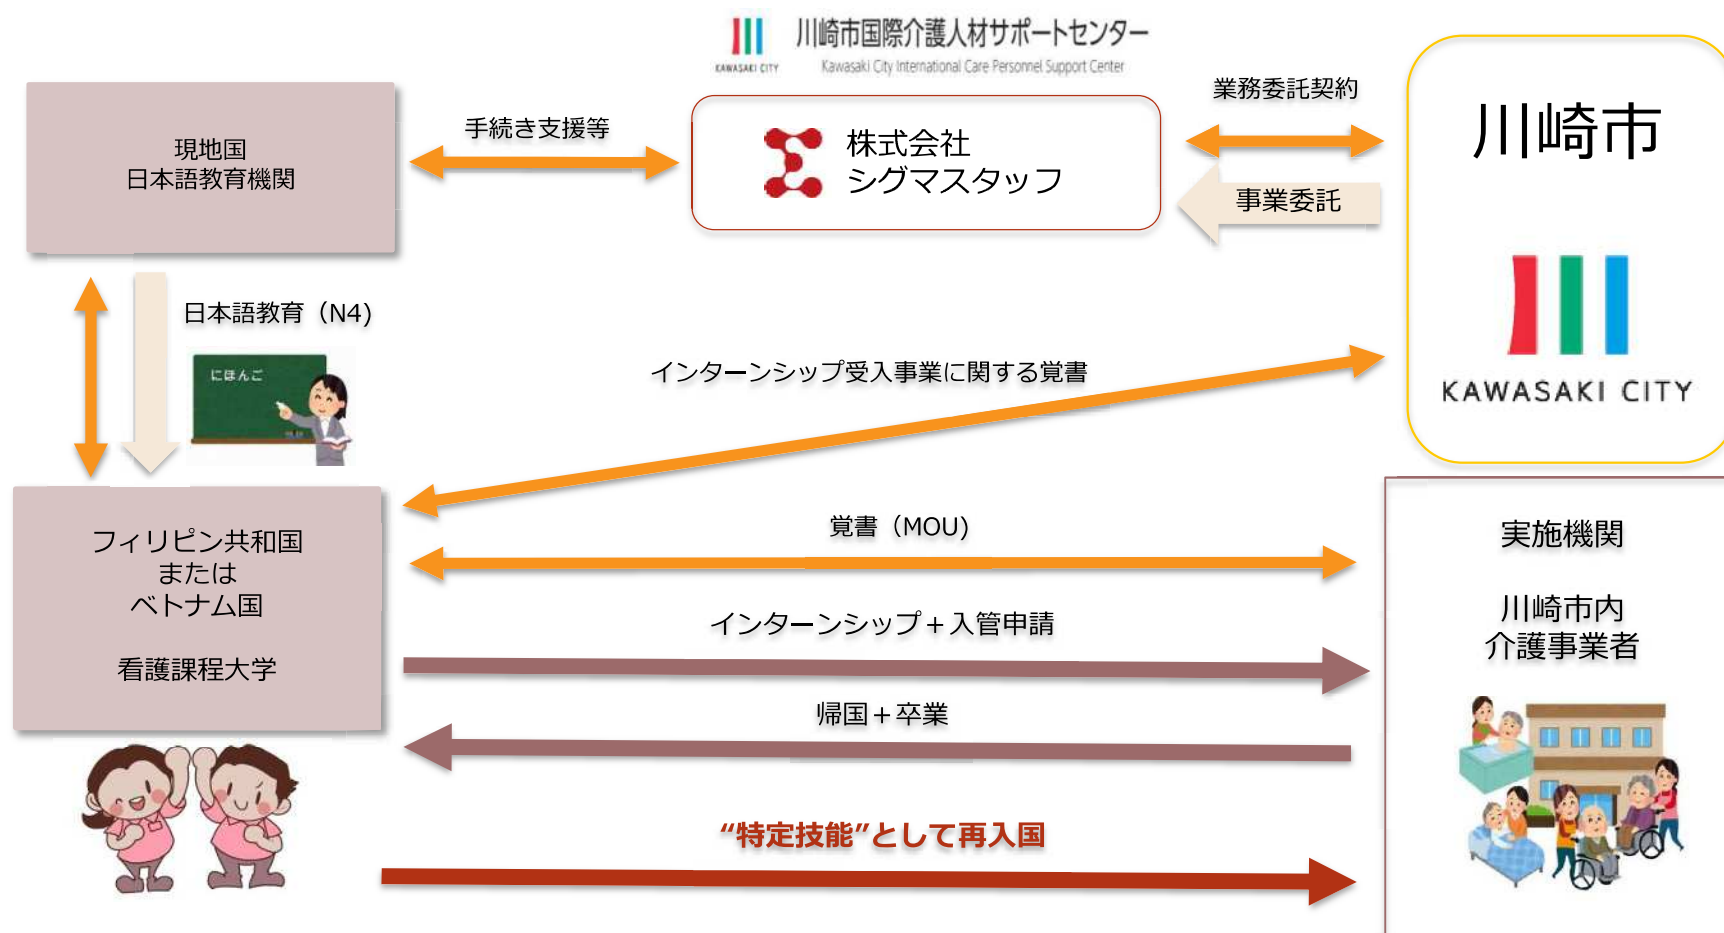 川崎市国際介護人材サポートセンター
KAWASAKI CITY
Kawasaki City International Care Personnel Support Center
現地国
日本語教育機関
手続き支援等
株式会社
シグマスタッフ
業務委託契約
事業委託
川崎市
KAWASAKI CITY
日本語教育（N4)
にほんご
インターンシップ受入事業に関する覚書
フィリピン共和国
または
ベトナム国
看護課程大学
覚書（MOU)
インターンシップ＋入管申請
帰国＋卒業
“特定技能”として再入国
実施機関
川崎市内
介護事業者